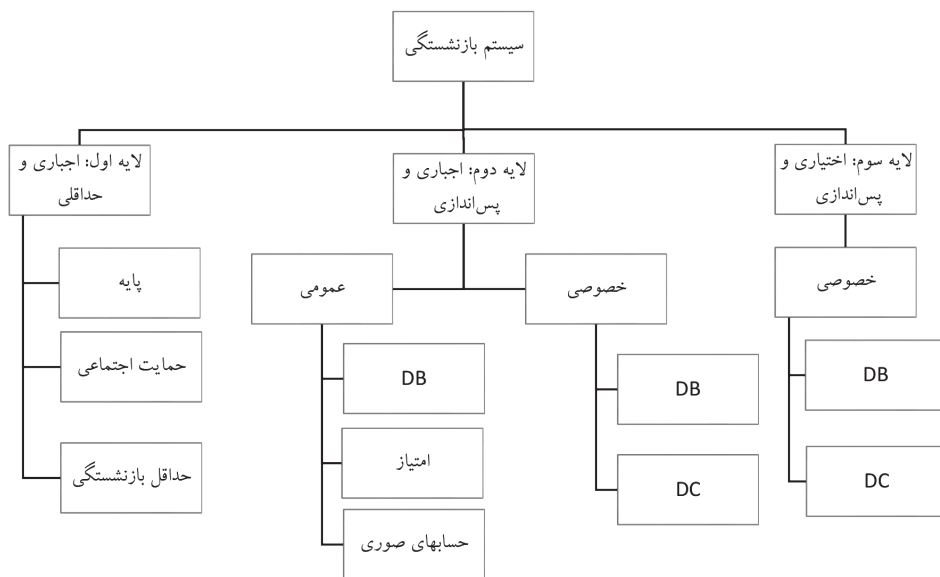 سیستم بازنشستگی
لایه اول: اجباری و
حداقلی
پایه
حمایت اجتماعی
حداقل بازنشستگی
لایه دوم: اجباری و
پس‌اندازی
عمومی
DB
امتیاز
حسابهای صوری
خصوصی
DB
DC
لایه سوم: اختیاری و
پس‌اندازی
خصوصی
DB
DC